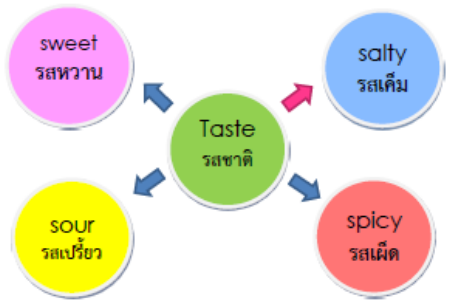 sweet
รสหวาน
salty
รสเค็ม
Taste
รสชาติ
sour
รสเปรี้ยว
spicy
รสเผ็ด